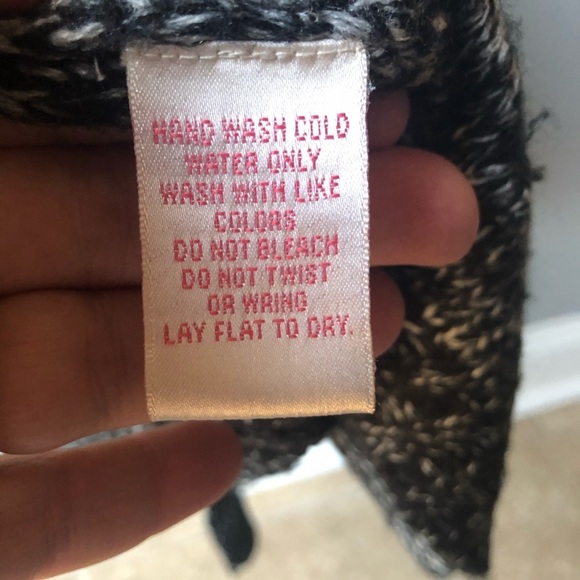 HAND WASH COLD
WATER ONLY
WASH WITH LIKE
COLORS
DO NOT BLEACH
DO NOT TWIST
OR WRING
LAY FLAT TO DRY.